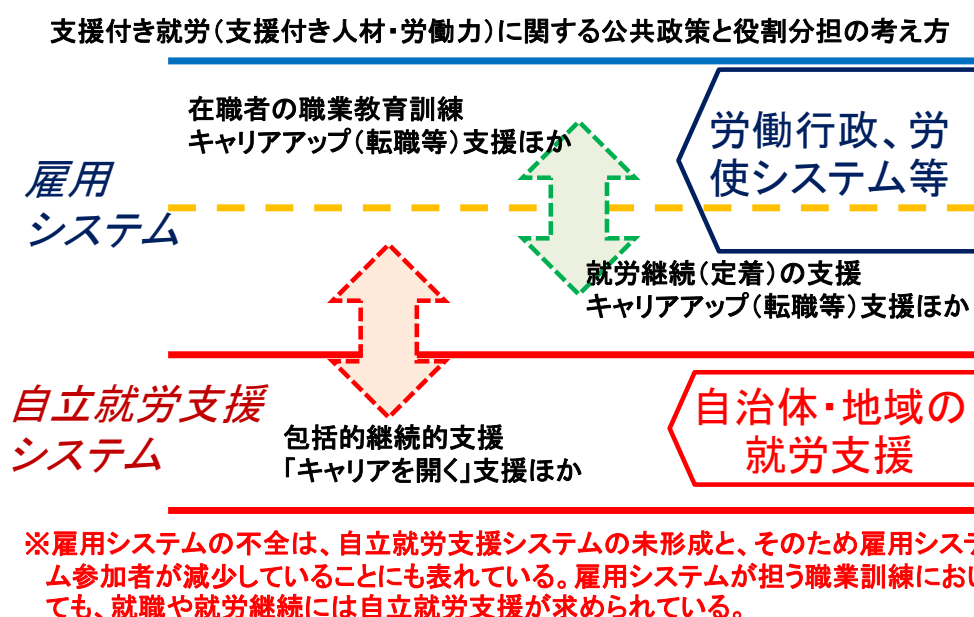 支援付き就労（支援付き人材・労働力）に関する公共政策と役割分担の考え方
在職者の職業教育訓練
キャリアアップ（転職等）支援ほか
労働行政、労
使システム等
雇用
システム
就労継続（定着）の支援
キャリアアップ（転職等）支援ほか
自立就労支援
システム
自治体・地域の
就労支援
包括的継続的支援
「キャリアを開く」支援ほか
※雇用システムの不全は、自立就労支援システムの未形成と、そのため雇用システ
ム参加者が減少していることにも表れている。雇用システムが担う職業訓練におい
ても、就職や就労継続には自立就労支援が求められている。